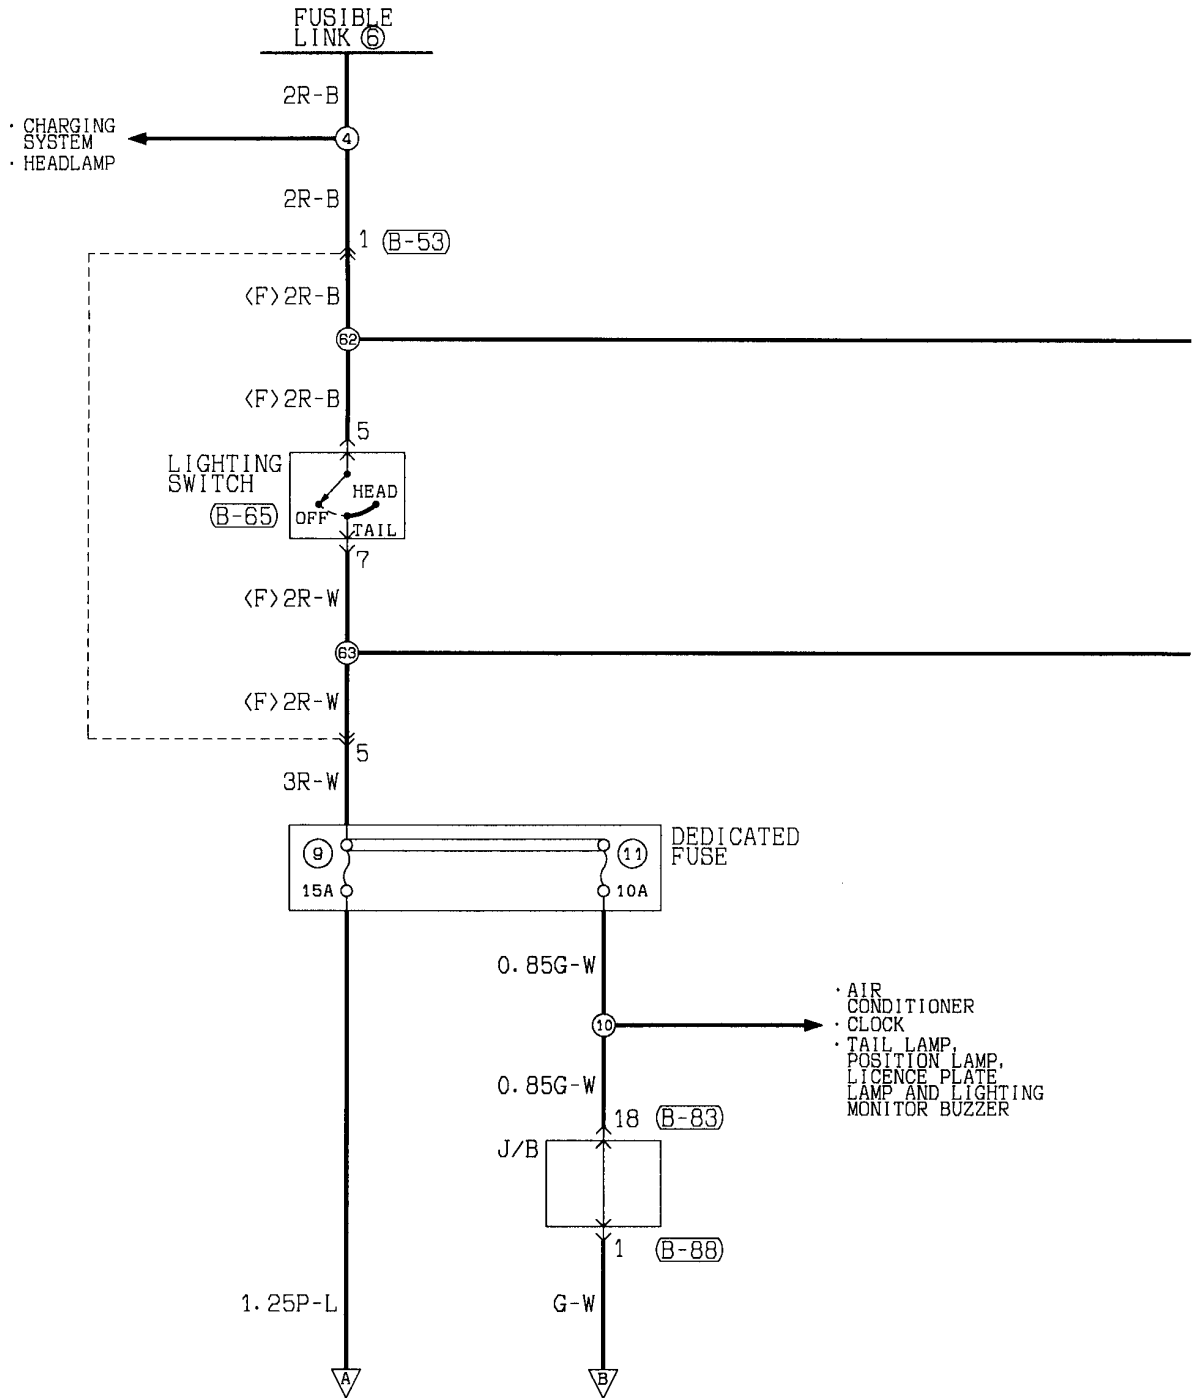 FUSIBLE
LINK ⑥
2R-B
· CHARGING
SYSTEM
· HEADLAMP
4
2R-B
1 B-53
<F>2R-B
62
<F>2R-B
5
LIGHTING
SWITCH
B-65
HEAD
OFF
TAIL
7
<F>2R-W
63
<F>2R-W
5
3R-W
DEDICATED
FUSE
9
11
15A
10A
0.85G-W
10
· AIR
CONDITIONER
· CLOCK
· TAIL LAMP,
POSITION LAMP,
LICENCE PLATE
LAMP AND LIGHTING
MONITOR BUZZER
0.85G-W
18 B-83
J/B
1 B-88
1.25P-L
G-W
A
B